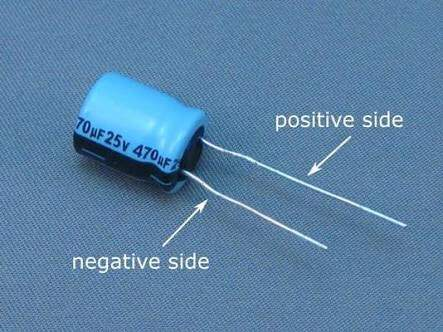 positive side
70µF 25V 470µF
negative side